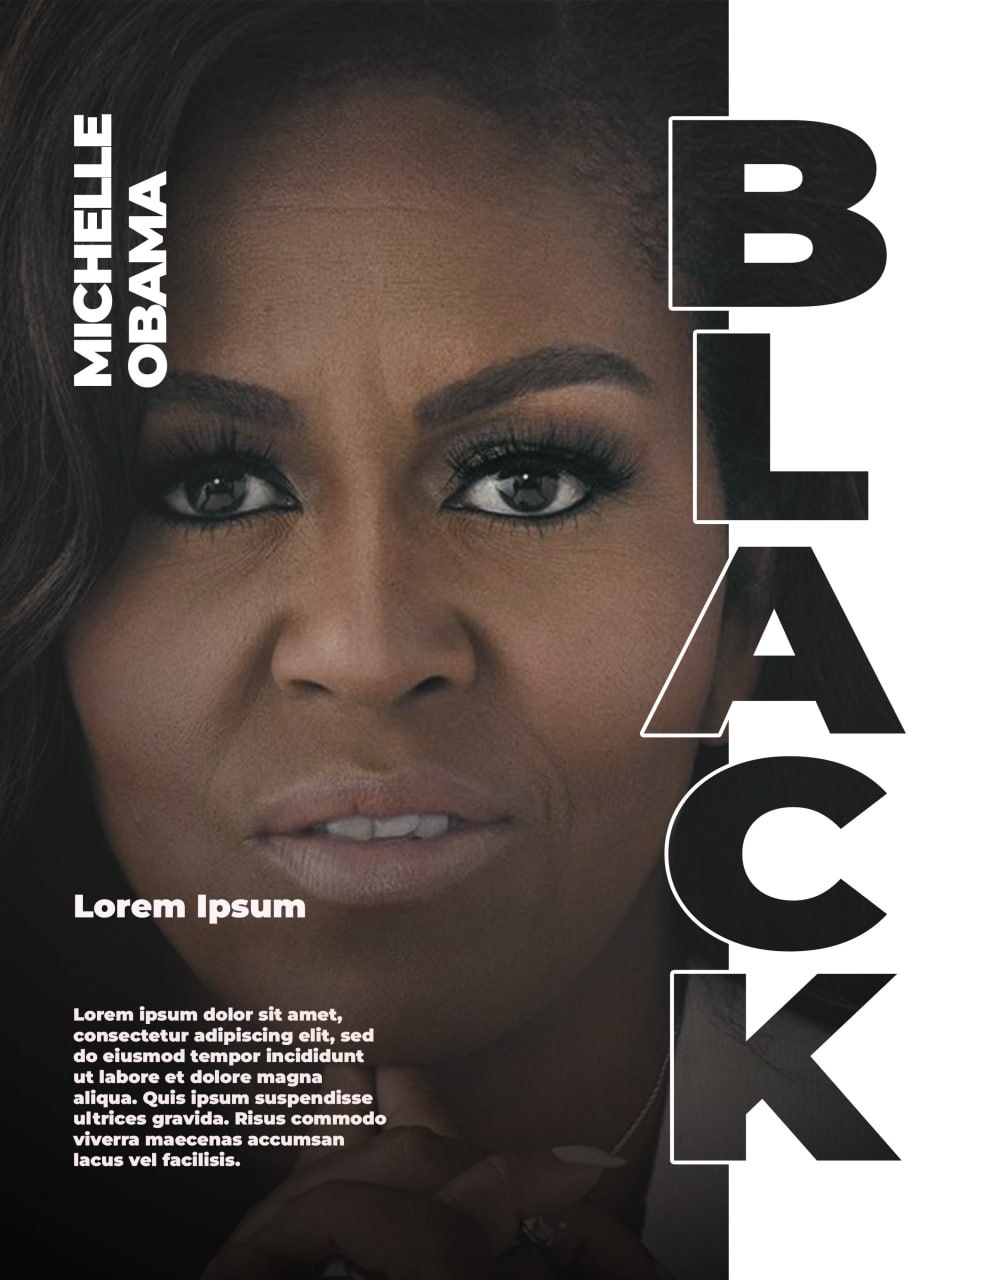 MICHELLE
OBAMA
BLACK
Lorem Ipsum
Lorem ipsum dolor sit amet,
consectetur adipiscing elit, sed
do eiusmod tempor incididunt
ut labore et dolore magna
aliqua. Quis ipsum suspendisse
ultrices gravida. Risus commodo
viverra maecenas accumsan
lacus vel facilisis.